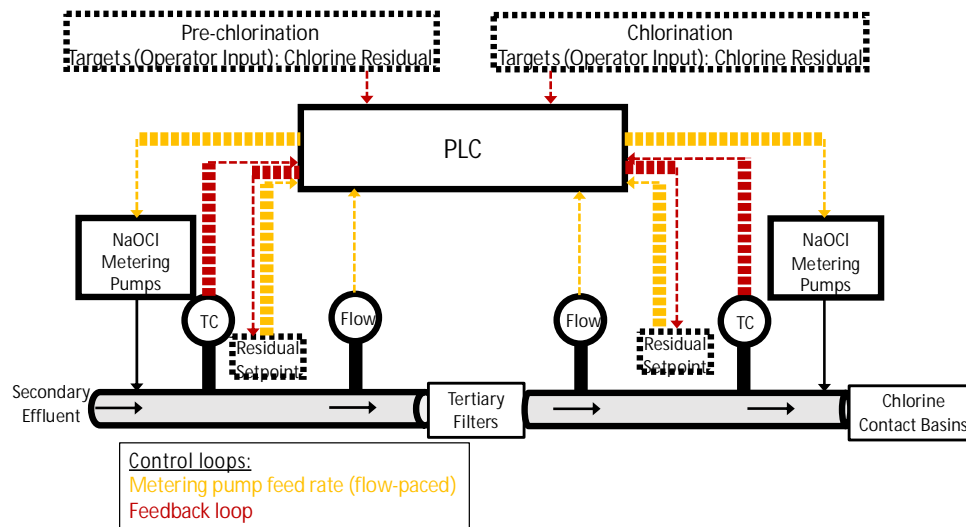 Pre-chlorination
Targets (Operator Input): Chlorine Residual
Chlorination
Targets (Operator Input): Chlorine Residual
PLC
NaOCl
Metering
Pumps
NaOCl
Metering
Pumps
TC
Flow
Flow
TC
Residual
Setpoint
Residual
Setpoint
Secondary
Effluent
Tertiary
Filters
Chlorine
Contact Basins
Control loops:
Metering pump feed rate (flow-paced)
Feedback loop